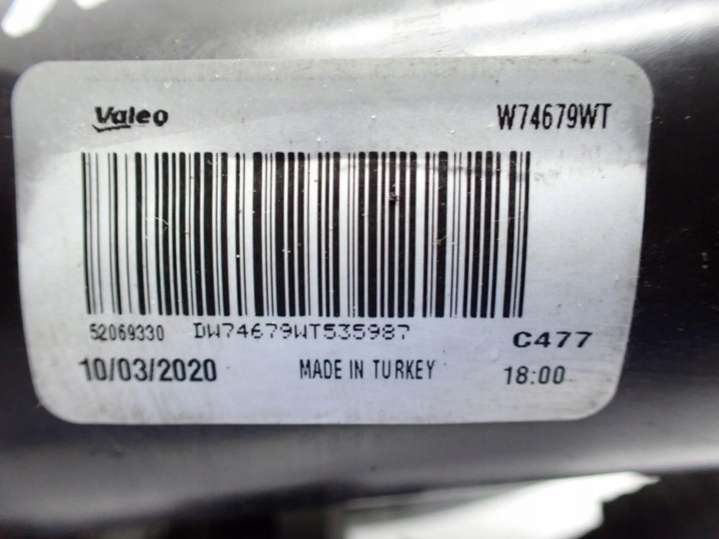 Valeo W74679WT
52069330 DW74679WT535987 C477
10/03/2020 MADE IN TURKEY 18:00